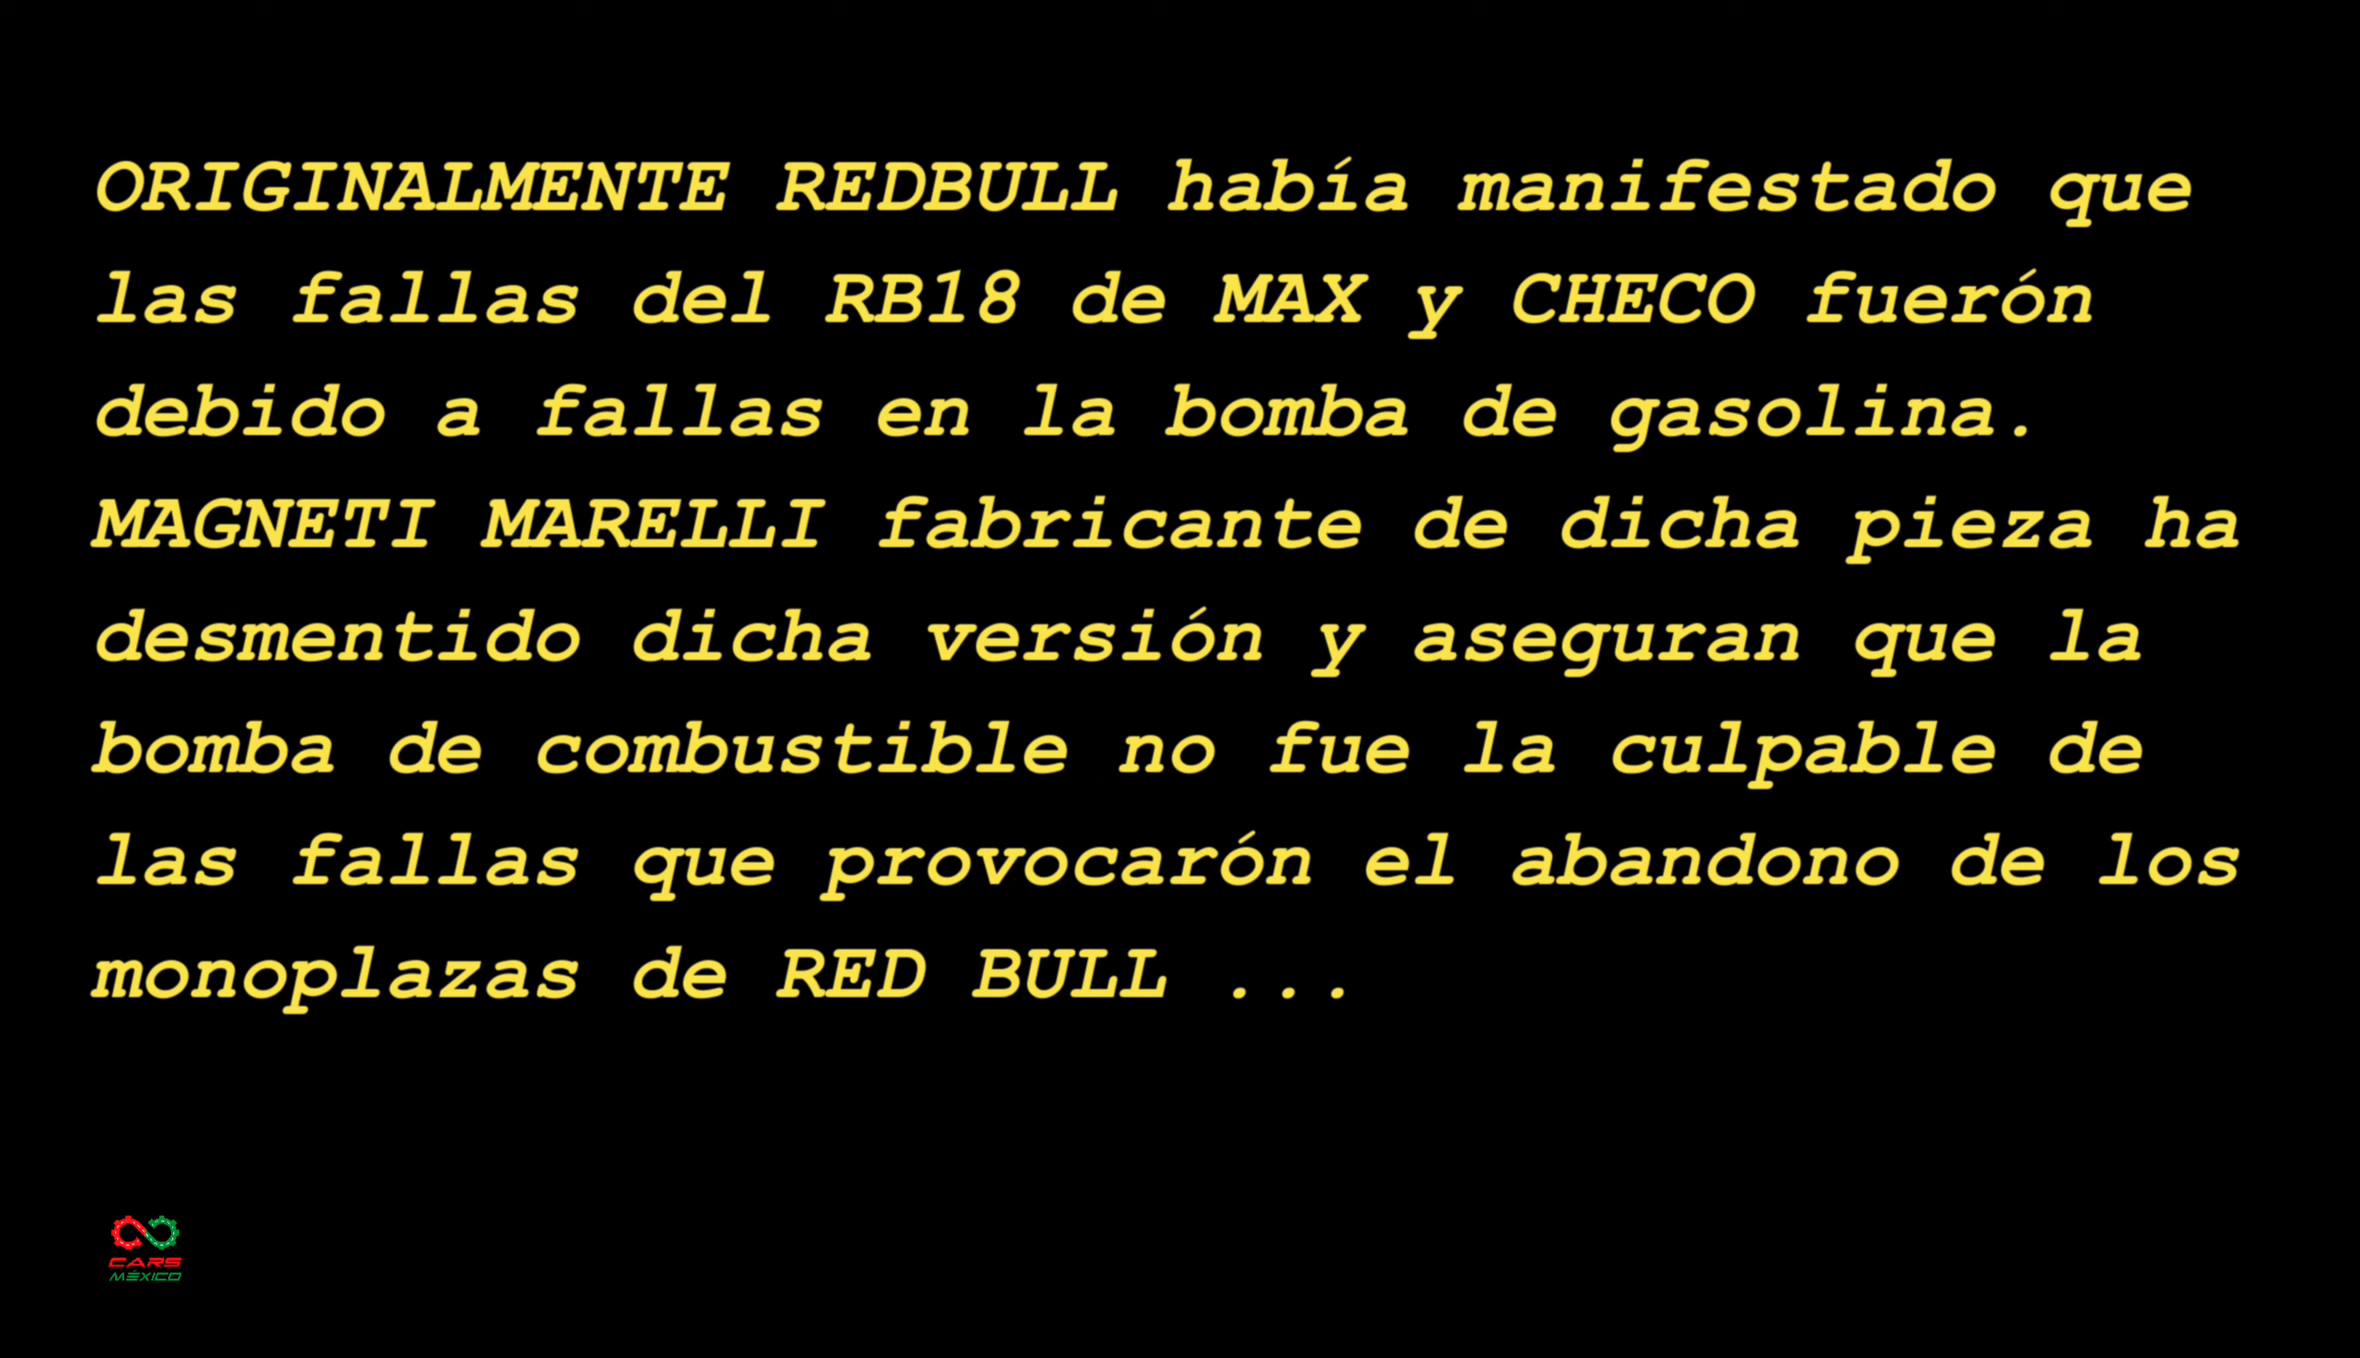 ORIGINALMENTE REDBULL había manifestado que
las fallas del RB18 de MAX y CHECO fuerón
debido a fallas en la bomba de gasolina.
MAGNETI MARELLI fabricante de dicha pieza ha
desmentido dicha versión y aseguran que la
bomba de combustible no fue la culpable de
las fallas que provocarón el abandono de los
monoplazas de RED BULL ...
CARS
MÉXICO